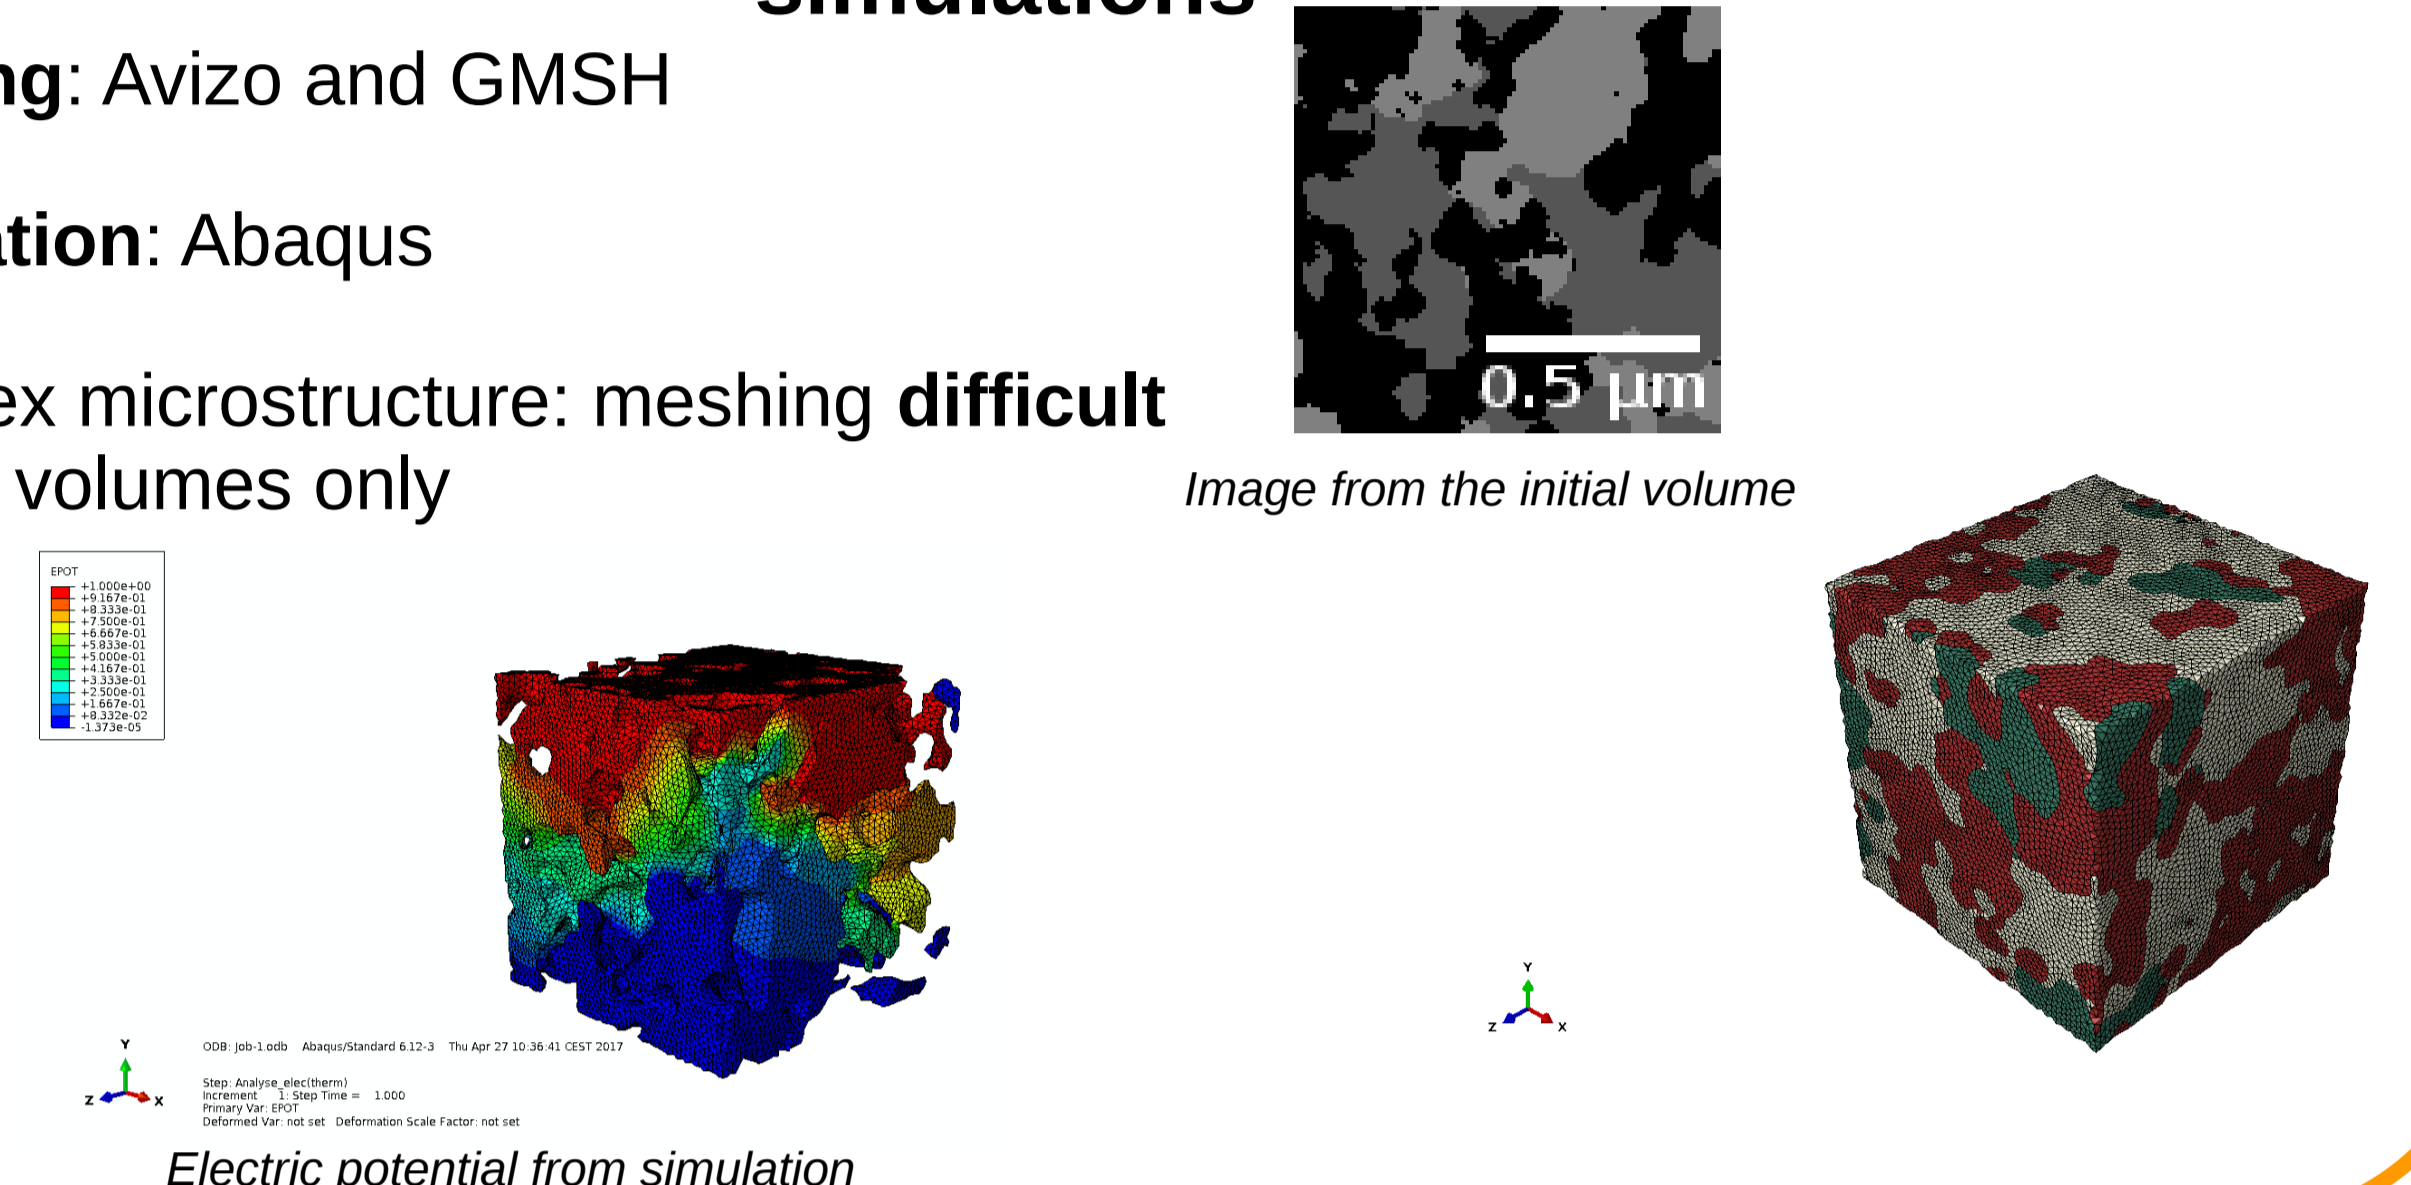 simulations
ng: Avizo and GMSH
ation: Abaqus
ex microstructure: meshing difficult
volumes only
0.5 µm
Image from the initial volume
EPOT
+1.000e+00
+9.167e-01
+8.333e-01
+7.500e-01
+6.667e-01
+5.833e-01
+5.000e-01
+4.167e-01
+3.333e-01
+2.500e-01
+1.667e-01
+8.332e-02
-1.373e-05
Y
Z X
Y
Z X
ODB: Job-1.odb Abaqus/Standard 6.12-3 Thu Apr 27 10:36:41 CEST 2017
Step: Analyse_elec(therm)
Increment 1: Step Time = 1.000
Primary Var: EPOT
Deformed Var: not set Deformation Scale Factor: not set
Electric potential from simulation